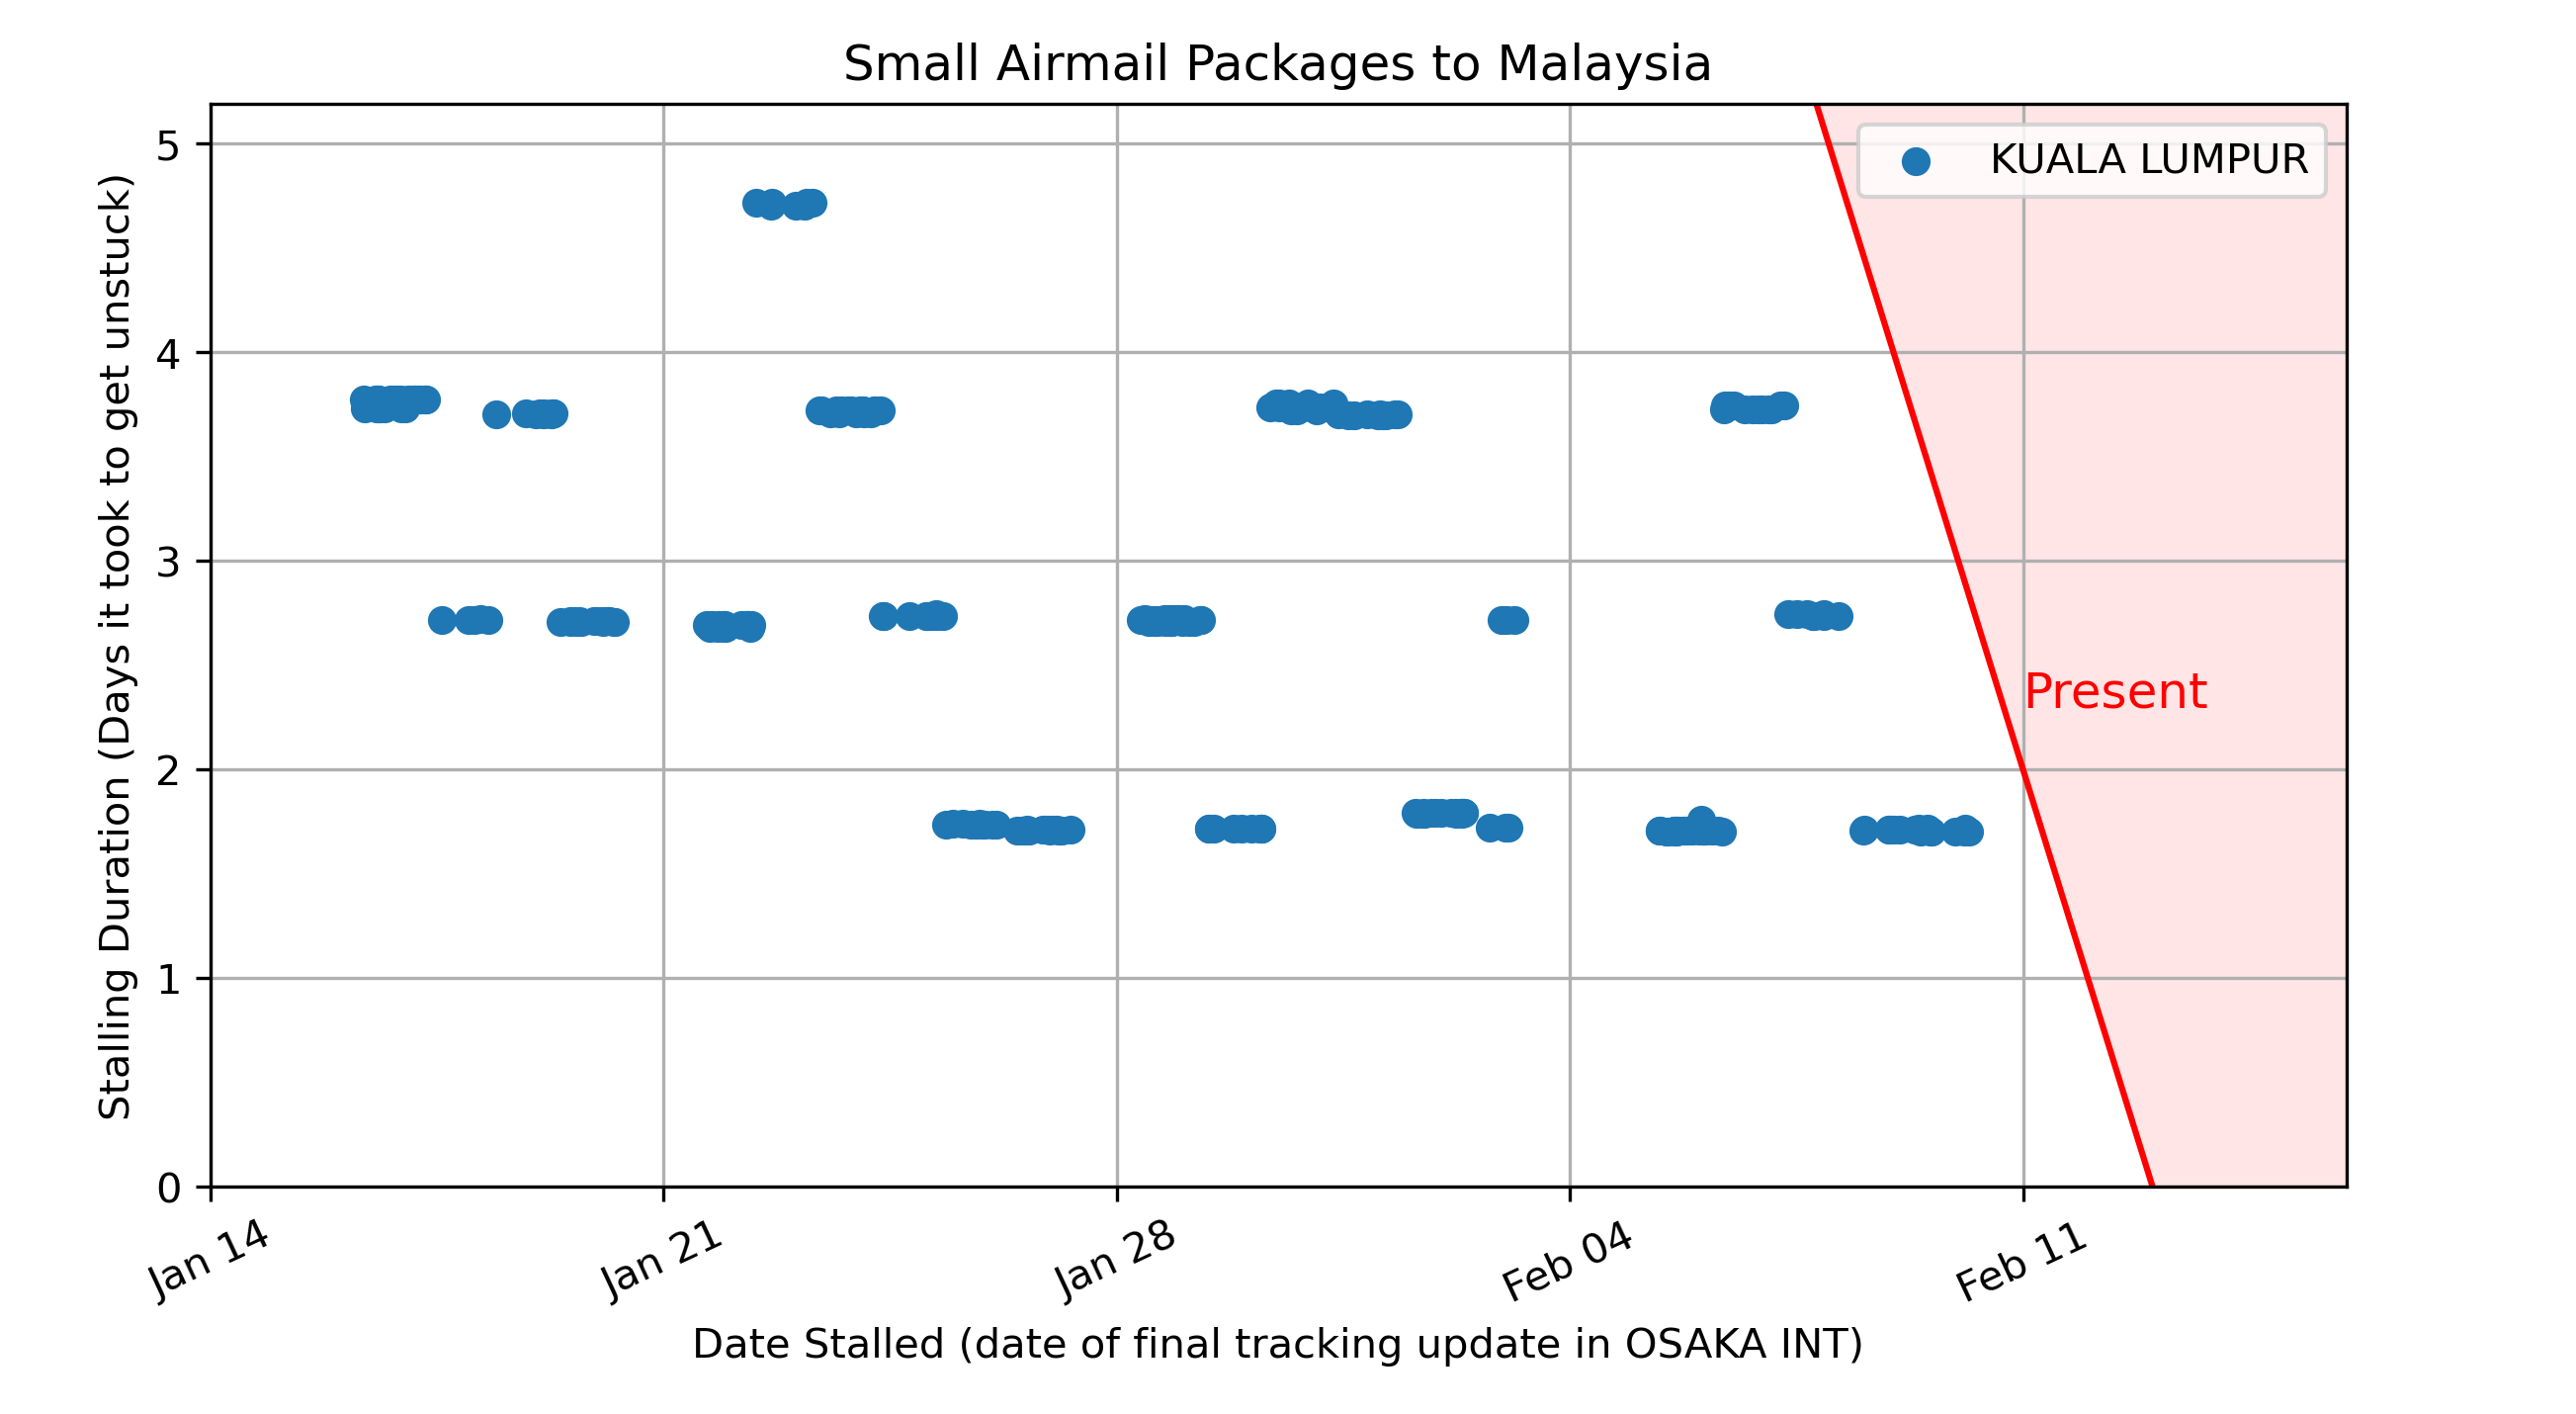 Small Airmail Packages to Malaysia
KUALA LUMPUR
Stalling Duration (Days it took to get unstuck)
5
4
3
2
1
0
Present
Jan 14
Jan 21
Jan 28
Feb 04
Feb 11
Date Stalled (date of final tracking update in OSAKA INT)